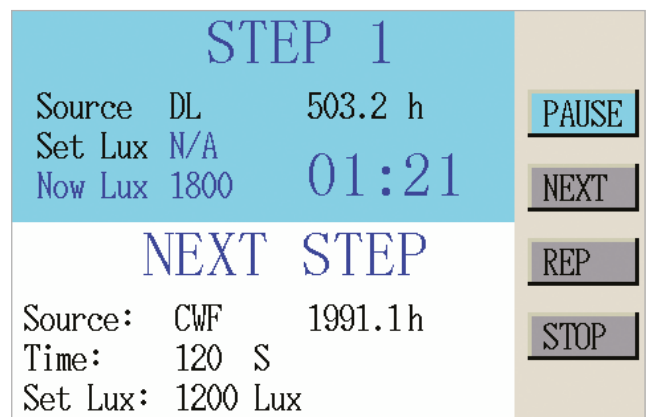 STEP 1
Source DL 503.2 h
Set Lux N/A
Now Lux 1800 01:21
NEXT STEP
Source: CWF 1991.1h
Time: 120 S
Set Lux: 1200 Lux
PAUSE
NEXT
REP
STOP